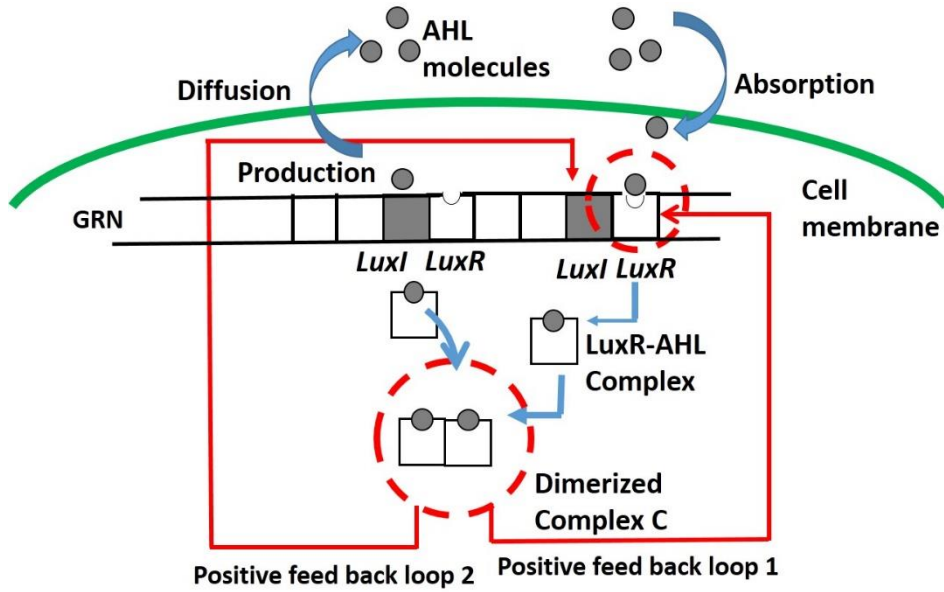 AHL
molecules
Diffusion
Absorption
Production
Cell
membrane
GRN
LuxI LuxR
LuxI LuxR
LuxR-AHL
Complex
Dimerized
Complex C
Positive feed back loop 2
Positive feed back loop 1